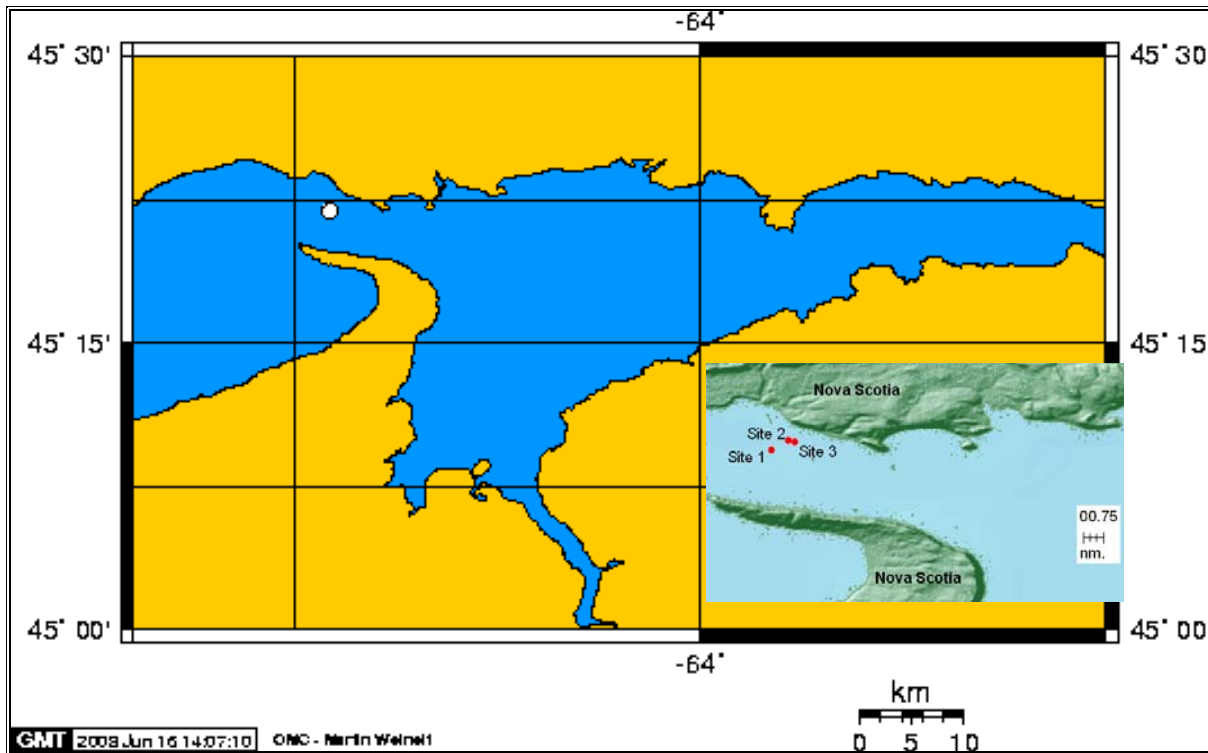 -64°
45° 30' 45° 30'
45° 15' 45° 15'
Nova Scotia
Site 2
Site 3
Site 1
00.75
nm.
Nova Scotia
45° 00' 45° 00'
-64°
km
0 5 10
GMT 2008 Jun 16 14:07:10 OMC - Martin Weinelt